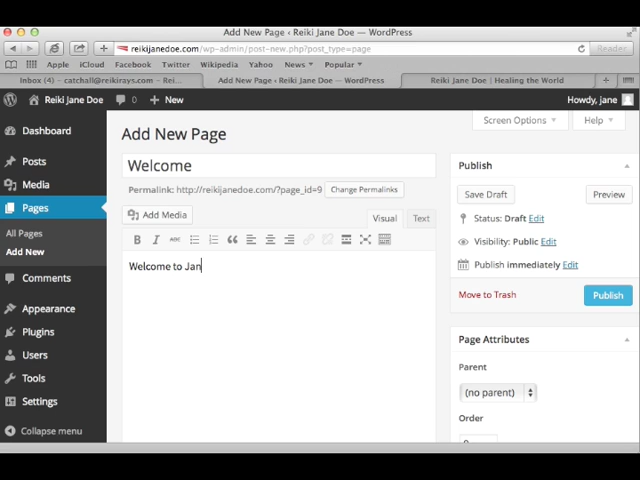 Add New Page ‹ Reiki Jane Doe — WordPress
reikijanedoe.com/wp-admin/post-new.php?post_type=page
Reader
Apple iCloud Facebook Twitter Wikipedia Yahoo News Popular
Inbox (4) - catchall@reikirays.com - Rei...
Add New Page ‹ Reiki Jane Doe — WordPress
Reiki Jane Doe | Healing the World
Reiki Jane Doe 0 + New
Howdy, jane
Screen Options
Help
Dashboard
Posts
Media
Pages
All Pages
Add New
Comments
Appearance
Plugins
Users
Tools
Settings
Collapse menu
Add New Page
Welcome
Permalink: http://reikijanedoe.com/?page_id=9 Change Permalinks
Add Media
Visual Text
B I ABC
Welcome to Jan
Publish
Save Draft Preview
Status: Draft Edit
Visibility: Public Edit
Publish immediately Edit
Move to Trash Publish
Page Attributes
Parent
(no parent)
Order